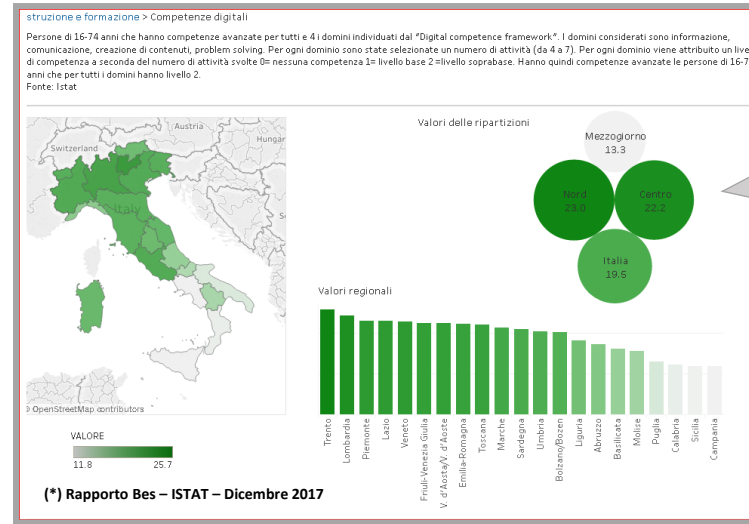 struzione e formazione > Competenze digitali
Persone di 16-74 anni che hanno competenze avanzate per tutti e 4 i domini individuati dal "Digital competence framework". I domini considerati sono informazione,
comunicazione, creazione di contenuti, problem solving. Per ogni dominio sono state selezionate un numero di attività (da 4 a 7). Per ogni dominio viene attribuito un live
di competenza a seconda del numero di attività svolte 0= nessuna competenza 1= livello base 2 =livello soprabase. Hanno quindi competenze avanzate le persone di 16-7
anni che per tutti i domini hanno livello 2.
Fonte: Istat
Austria
Switzerland
Hungar
Italy
© OpenStreetMap contributors
VALORE
11.8 25.7
Valori delle ripartizioni
Mezzogiorno
13.3
Nord
23.0
Centro
22.2
Italia
19.5
Valori regionali
Trento
Lombardia
Piemonte
Lazio
Veneto
Friuli-Venezia Giulia
V. d'Aosta/V. d'Aoste
Emilia-Romagna
Toscana
Marche
Sardegna
Umbria
Bolzano/Bozen
Liguria
Abruzzo
Basilicata
Molise
Puglia
Calabria
Sicilia
Campania
(*) Rapporto Bes – ISTAT – Dicembre 2017